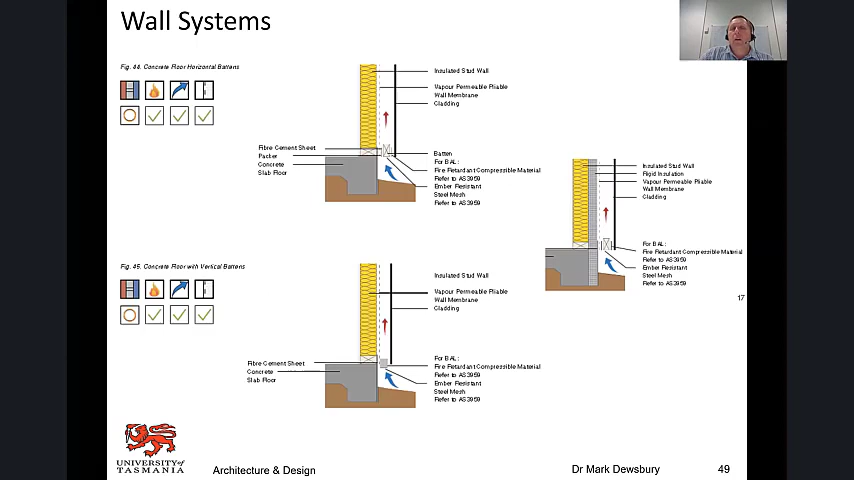 Wall Systems
Fig. 44. Concrete Floor Horizontal Battens
Insulated Stud Wall
Vapour Permeable Pliable
Wall Membrane
Cladding
Fibre Cement Sheet
Packer
Concrete
Slab Floor
Batten
For BAL:
Fire Retardant Compressible Material
Refer to AS3959
Ember Resistant
Steel Mesh
Refer to AS3959
Insulated Stud Wall
Rigid Insulation
Vapour Permeable Pliable
Wall Membrane
Cladding
For BAL:
Fire Retardant Compressible Material
Refer to AS3959
Ember Resistant
Steel Mesh
Refer to AS3959
17
Fig. 45. Concrete Floor with Vertical Battens
Insulated Stud Wall
Vapour Permeable Pliable
Wall Membrane
Cladding
Fibre Cement Sheet
Concrete
Slab Floor
For BAL:
Fire Retardant Compressible Material
Refer to AS3959
Ember Resistant
Steel Mesh
Refer to AS3959
UNIVERSITY of
TASMANIA
Architecture & Design
Dr Mark Dewsbury
49